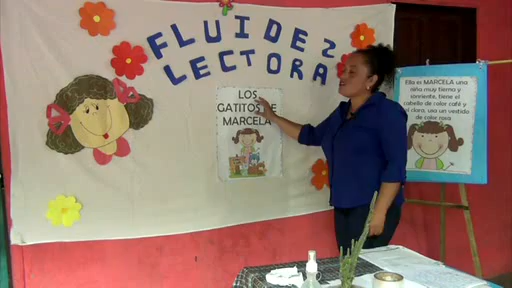 FLUIDEZ
LECTORA
LOS
GATITOS DE
MARCELA
Ella es MARCELA una
niña muy tierna y
sonriente, tiene el
cabello de color café y
el claro, usa un vestido
de color rosa